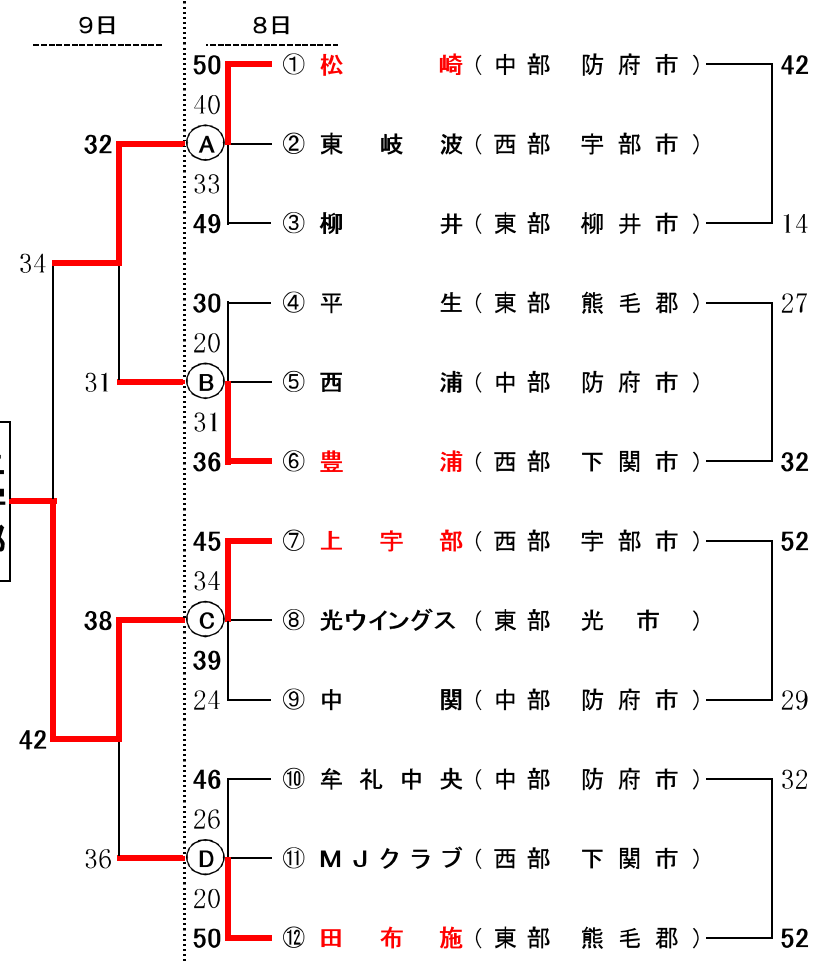 9日 8日
50 ① 松崎 (中部 防府市) 42
40
32 A ② 東岐波 (西部 宇部市)
33
49 ③ 柳井 (東部 柳井市) 14
34
30 ④ 平生 (東部 熊毛郡) 27
20
31 B ⑤ 西浦 (中部 防府市)
31
36 ⑥ 豊浦 (西部 下関市) 32
45 ⑦ 上宇部 (西部 宇部市) 52
34
38 C ⑧ 光ウイングス (東部 光市)
39
24 ⑨ 中関 (中部 防府市) 29
42
46 ⑩ 牟礼中央 (中部 防府市) 32
26
36 D ⑪ MJクラブ (西部 下関市)
20
50 ⑫ 田布施 (東部 熊毛郡) 52